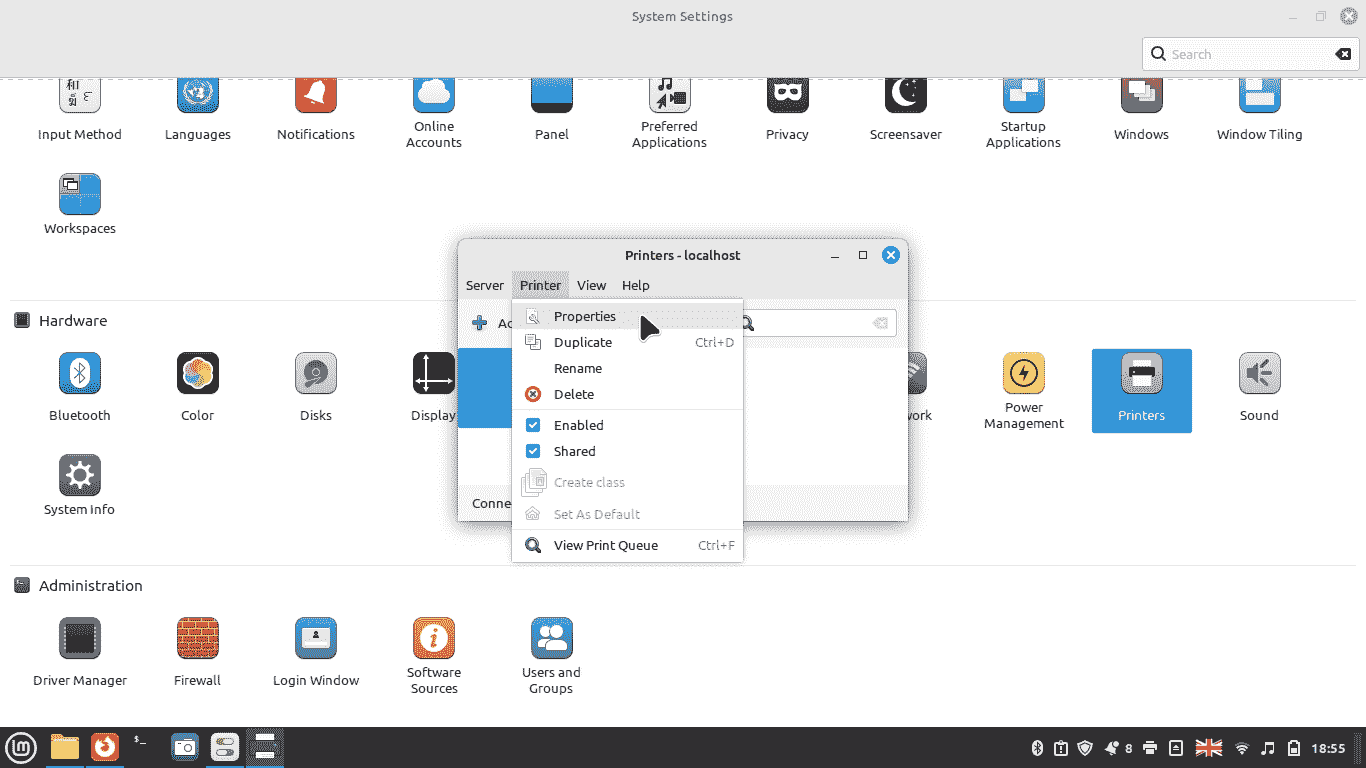 System Settings
Search
Input Method
Languages
Notifications
Online
Accounts
Panel
Preferred
Applications
Privacy
Screensaver
Startup
Applications
Windows
Window Tiling
Workspaces
Printers - localhost
Server Printer View Help
Properties
Duplicate Ctrl+D
Rename
Delete
Enabled
Shared
Create class
Set As Default
View Print Queue Ctrl+F
Hardware
Bluetooth
Color
Disks
Display
Power
Management
Printers
Sound
System Info
Administration
Driver Manager
Firewall
Login Window
Software
Sources
Users and
Groups
8
18:55